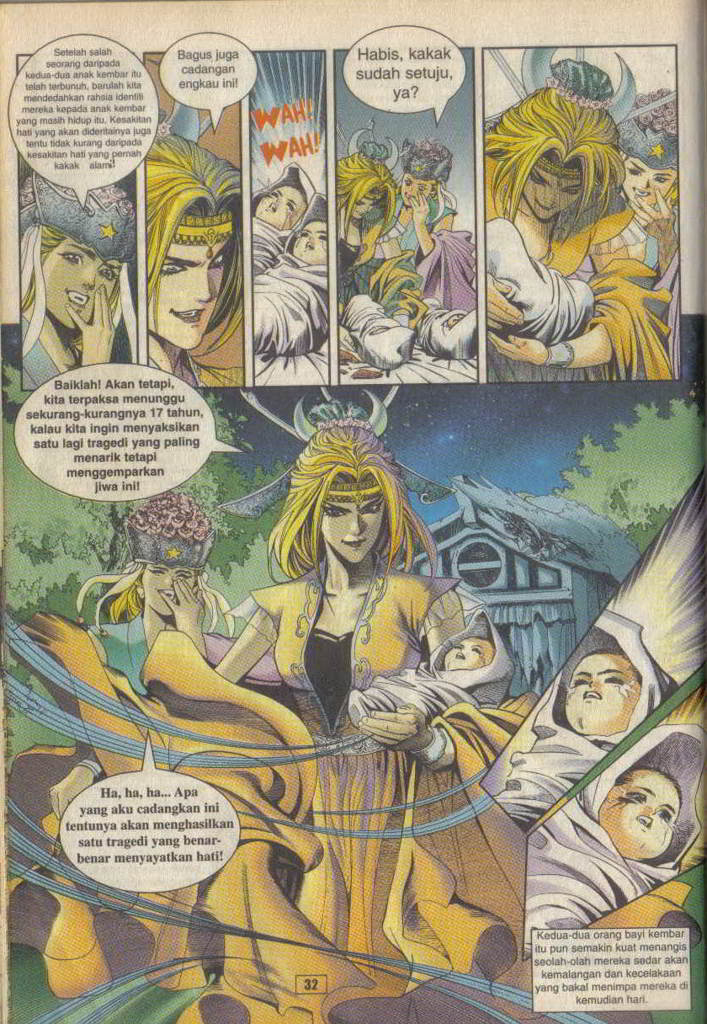 Setelah salah
seorang daripada
kedua-dua anak kembar itu
telah terbunuh, barulah kita
mendedahkan rahsia identiti
mereka kepada anak kembar
yang masih hidup itu. Kesakitan
hati yang akan dideritainya juga
tentu tidak kurang daripada
kesakitan hati yang pernah
kakak alami!
Bagus juga
cadangan
engkau ini!
WAH!
WAH!
Habis, kakak
sudah setuju,
ya?
Baiklah! Akan tetapi,
kita terpaksa menunggu
sekurang-kurangnya 17 tahun,
kalau kita ingin menyaksikan
satu lagi tragedi yang paling
menarik tetapi
menggemparkan
jiwa ini!
Ha, ha, ha... Apa
yang aku cadangkan ini
tentunya akan menghasilkan
satu tragedi yang benar-
benar menyayatkan hati!
Kedua-dua orang bayi kembar
itu pun semakin kuat menangis
seolah-olah mereka sedar akan
kemalangan dan kecelakaan
yang bakal menimpa mereka di
kemudian hari.
32